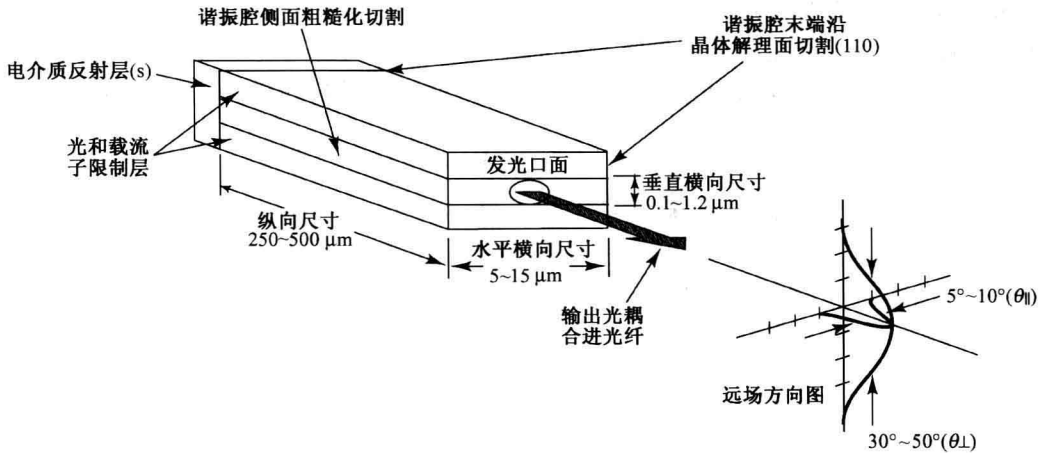 谐振腔侧面粗糙化切割
谐振腔末端沿
晶体解理面切割(110)
电介质反射层(s)
光和载流
子限制层
发光口面
垂直横向尺寸
0.1~1.2 μm
纵向尺寸
250~500 μm
水平横向尺寸
5~15 μm
输出光耦
合进光纤
5°~10°(θ∥)
远场方向图
30°~50°(θ⊥)